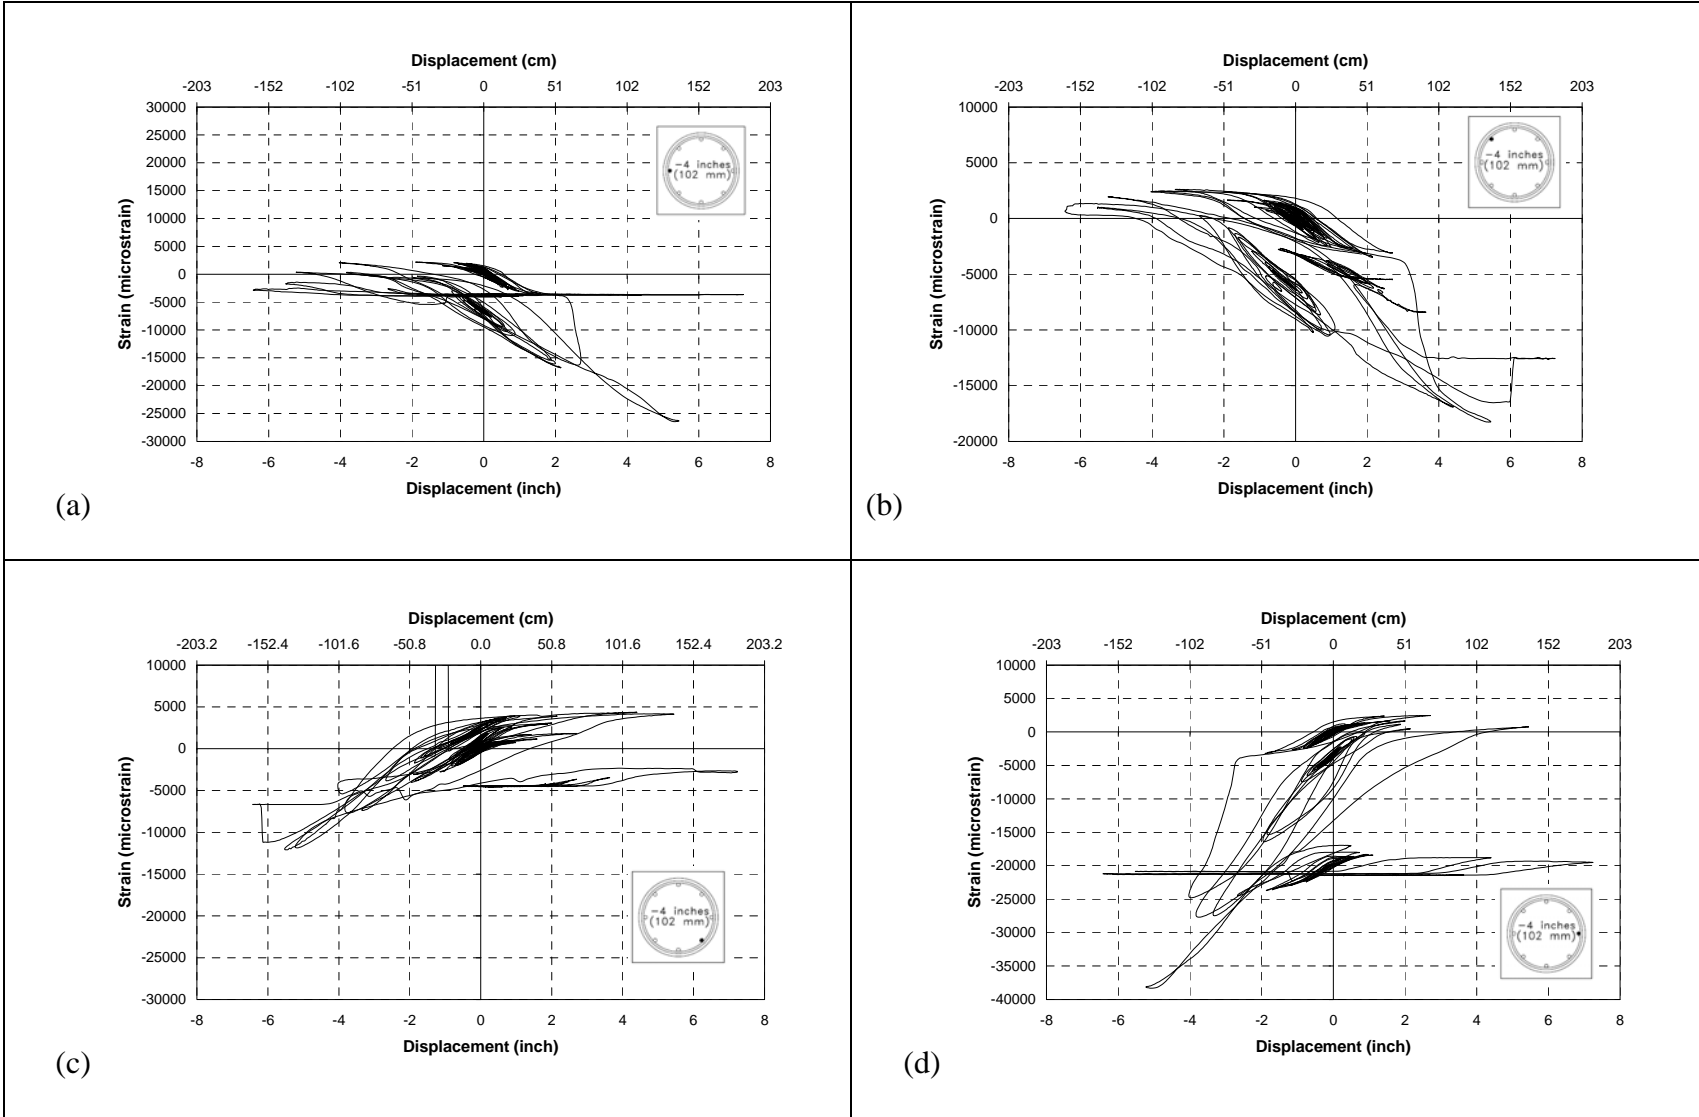 Displacement (cm)
-203 -152 -102 -51 0 51 102 152 203
30000
25000
20000
15000
10000
5000
0
-5000
-10000
-15000
-20000
-25000
-30000
Strain (microstrain)
-4 inches
(102 mm)
-8 -6 -4 -2 0 2 4 6 8
Displacement (inch)
(a)
Displacement (cm)
-203 -152 -102 -51 0 51 102 152 203
10000
5000
0
-5000
-10000
-15000
-20000
Strain (microstrain)
-4 inches
(102 mm)
-8 -6 -4 -2 0 2 4 6 8
Displacement (inch)
(b)
Displacement (cm)
-203.2 -152.4 -101.6 -50.8 0.0 50.8 101.6 152.4 203.2
10000
5000
0
-5000
-10000
-15000
-20000
-25000
-30000
Strain (microstrain)
-4 inches
(102 mm)
-8 -6 -4 -2 0 2 4 6 8
Displacement (inch)
(c)
Displacement (cm)
-203 -152 -102 -51 0 51 102 152 203
10000
5000
0
-5000
-10000
-15000
-20000
-25000
-30000
-35000
-40000
Strain (microstrain)
-4 inches
(102 mm)
-8 -6 -4 -2 0 2 4 6 8
Displacement (inch)
(d)